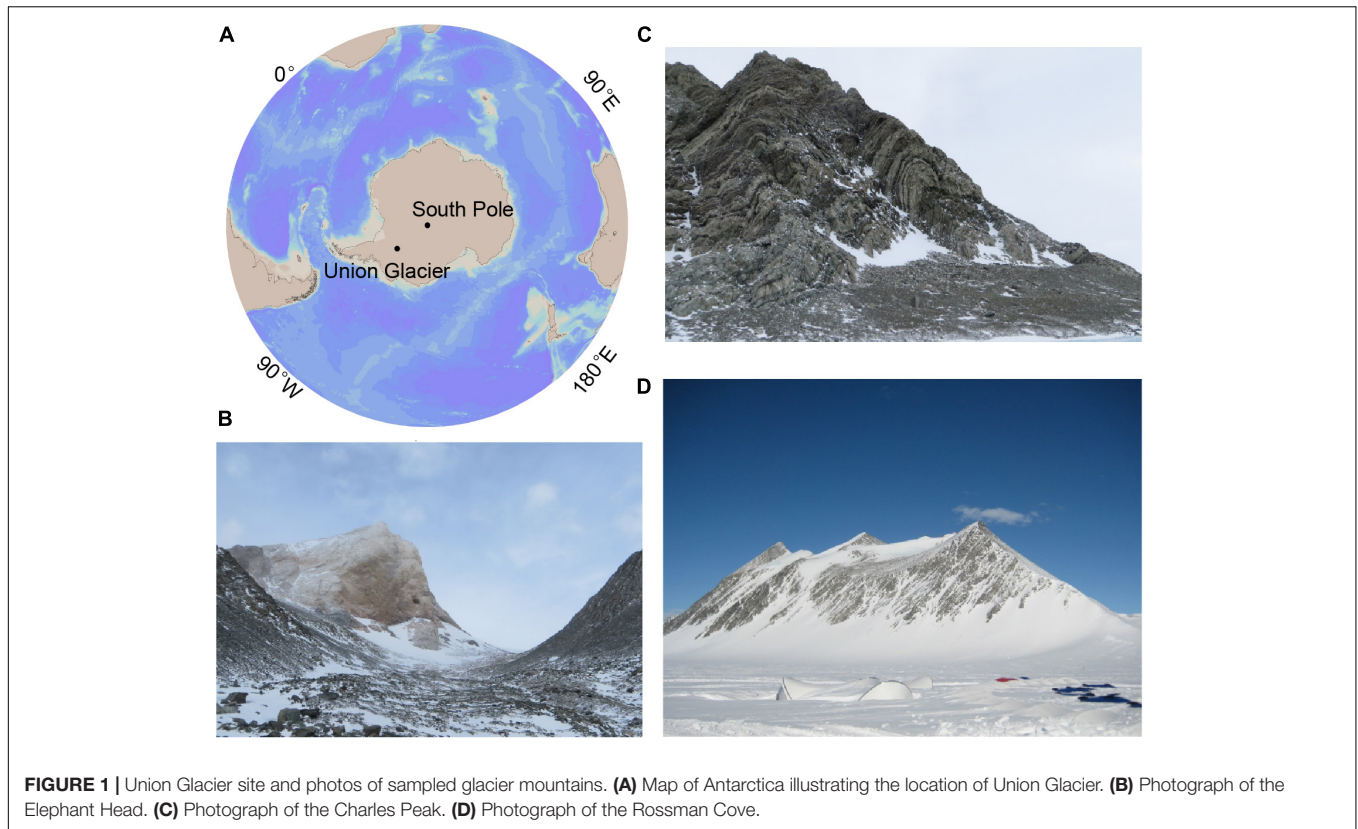 A
0°
90°E
South Pole
Union Glacier
90°W
180°E
B
C
D
FIGURE 1 | Union Glacier site and photos of sampled glacier mountains. (A) Map of Antarctica illustrating the location of Union Glacier. (B) Photograph of the
Elephant Head. (C) Photograph of the Charles Peak. (D) Photograph of the Rossman Cove.